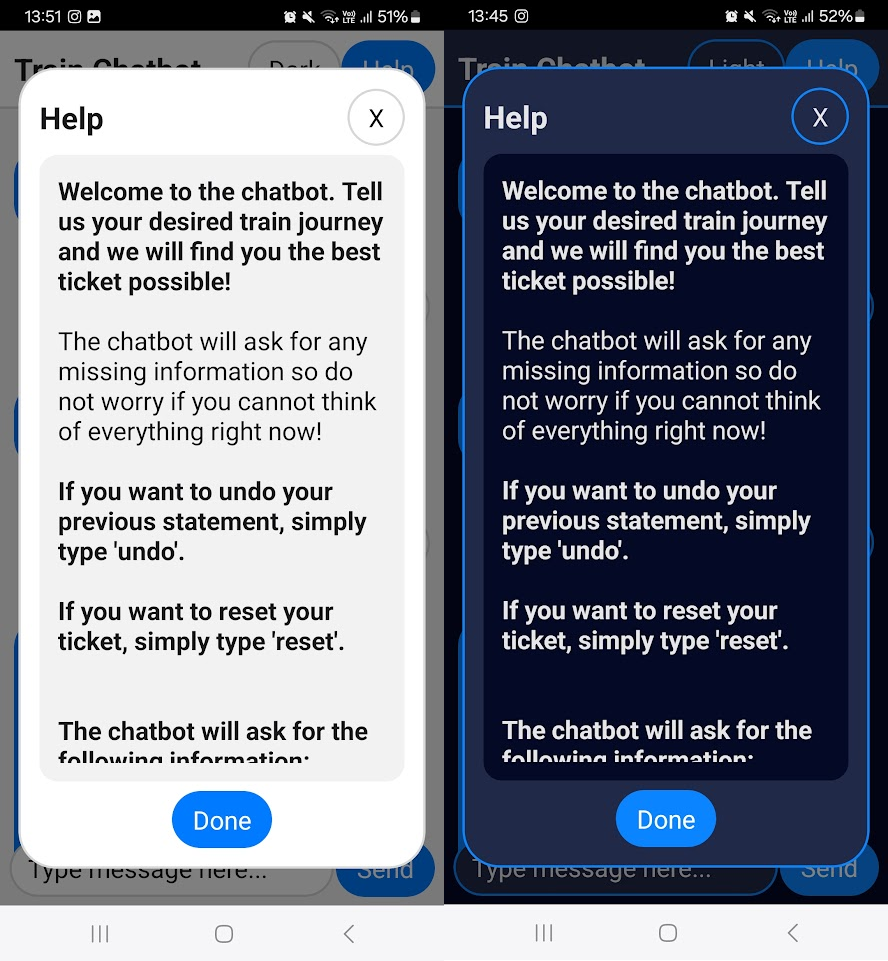 13:51
Vo))
LTE
51%
Train Chatbot
Dark
Help
Help
X
Welcome to the chatbot. Tell
us your desired train journey
and we will find you the best
ticket possible!
The chatbot will ask for any
missing information so do
not worry if you cannot think
of everything right now!
If you want to undo your
previous statement, simply
type 'undo'.
If you want to reset your
ticket, simply type 'reset'.
The chatbot will ask for the
following information:
Done
Type message here...
Send
13:45
Vo))
LTE
52%
Train Chatbot
Light
Help
Help
X
Welcome to the chatbot. Tell
us your desired train journey
and we will find you the best
ticket possible!
The chatbot will ask for any
missing information so do
not worry if you cannot think
of everything right now!
If you want to undo your
previous statement, simply
type 'undo'.
If you want to reset your
ticket, simply type 'reset'.
The chatbot will ask for the
following information:
Done
Type message here...
Send